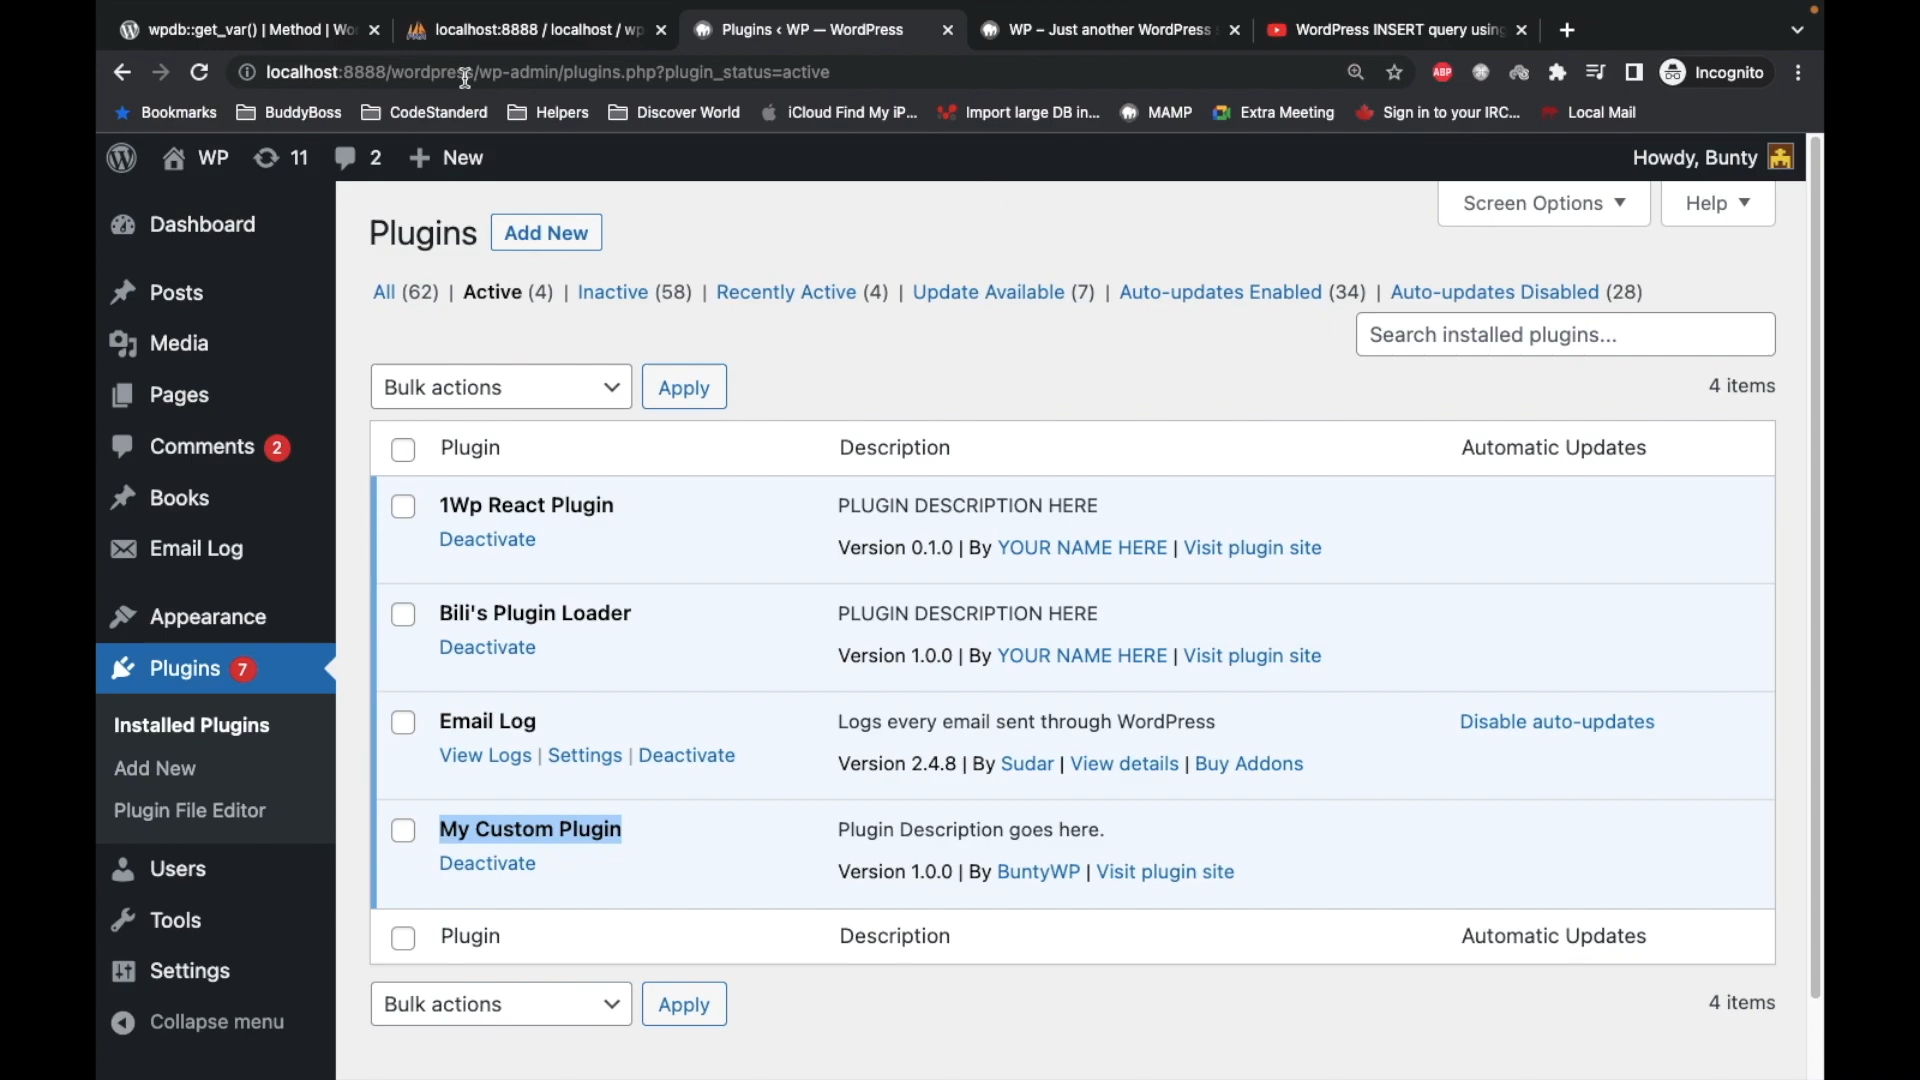 wpdb::get_var() | Method | Wo
localhost:8888 / localhost / wp
Plugins ‹ WP — WordPress
WP – Just another WordPress
WordPress INSERT query using
localhost:8888/wordpress/wp-admin/plugins.php?plugin_status=active
ABP
Incognito
Bookmarks
BuddyBoss
CodeStanderd
Helpers
Discover World
iCloud Find My iP...
Import large DB in...
MAMP
Extra Meeting
Sign in to your IRC...
Local Mail
WP
11
2
New
Howdy, Bunty
Screen Options
Help
Dashboard
Posts
Media
Pages
Comments 2
Books
Email Log
Appearance
Plugins 7
Installed Plugins
Add New
Plugin File Editor
Users
Tools
Settings
Collapse menu
Plugins
Add New
All (62) | Active (4) | Inactive (58) | Recently Active (4) | Update Available (7) | Auto-updates Enabled (34) | Auto-updates Disabled (28)
Search installed plugins...
Bulk actions
Apply
4 items
Plugin
Description
Automatic Updates
1Wp React Plugin
Deactivate
PLUGIN DESCRIPTION HERE
Version 0.1.0 | By YOUR NAME HERE | Visit plugin site
Bili's Plugin Loader
Deactivate
PLUGIN DESCRIPTION HERE
Version 1.0.0 | By YOUR NAME HERE | Visit plugin site
Email Log
View Logs | Settings | Deactivate
Logs every email sent through WordPress
Version 2.4.8 | By Sudar | View details | Buy Addons
Disable auto-updates
My Custom Plugin
Deactivate
Plugin Description goes here.
Version 1.0.0 | By BuntyWP | Visit plugin site
Plugin
Description
Automatic Updates
Bulk actions
Apply
4 items